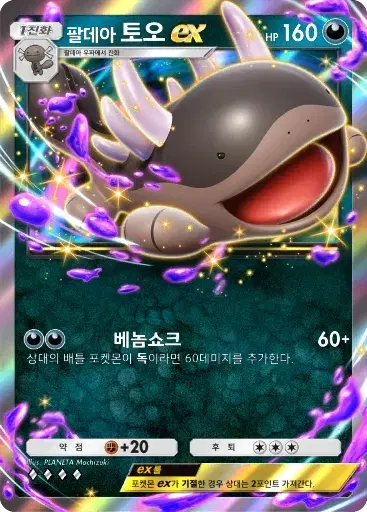 1진화 팔데아 토오 ex HP 160
팔데아 우파에서 진화
베놈쇼크 60+
상대의 배틀 포켓몬이 독이라면 60데미지를 추가한다.
약점 +20 후퇴
Illus. PLANETA Mochizuki
ex 룰
포켓몬 ex가 기절한 경우 상대는 2포인트 가져간다.